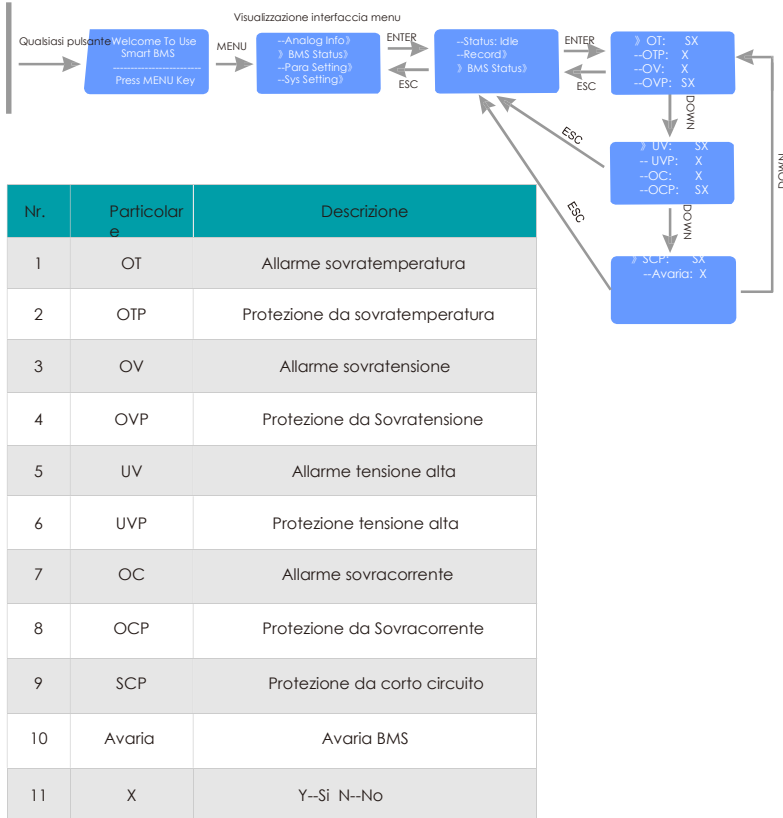 Visualizzazione interfaccia menu
Qualsiasi pulsante
Welcome To Use
Smart BMS
------------------------
Press MENU Key
MENU
--Analog Info》
》BMS Status》
--Para Setting》
--Sys Setting》
ENTER
ESC
--Status: Idle
--Record》
》BMS Status》
ENTER
ESC
》OT: SX
--OTP: X
--OV: X
--OVP: SX
DOWN
》UV: SX
-- UVP: X
--OC: X
--OCP: SX
DOWN
》SCP: SX
--Avaria: X
ESC
ESC
DOWN
Nr. Particolar Descrizione
e
1 OT Allarme sovratemperatura
2 OTP Protezione da sovratemperatura
3 OV Allarme sovratensione
4 OVP Protezione da Sovratensione
5 UV Allarme tensione alta
6 UVP Protezione tensione alta
7 OC Allarme sovracorrente
8 OCP Protezione da Sovracorrente
9 SCP Protezione da corto circuito
10 Avaria Avaria BMS
11 X Y--Si N--No